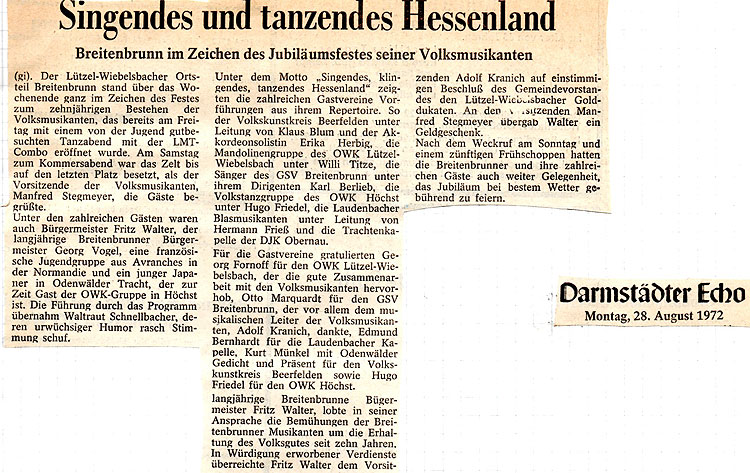 Singendes und tanzendes Hessenland
Breitenbrunn im Zeichen des Jubiläumsfestes seiner Volksmusikanten
(gi). Der Lützel-Wiebelsbacher Orts-
teil Breitenbrunn stand über das Wo-
chenende ganz im Zeichen des Festes
zum zehnjährigen Bestehen der
Volksmusikanten, das bereits am Frei-
tag mit einem von der Jugend gutbe-
suchten Tanzabend mit der LMT-
Combo eröffnet wurde. Am Samstag
zum Kommersabend war das Zelt bis
auf den letzten Platz besetzt, als der
Vorsitzende der Volksmusikanten,
Manfred Stegmeyer, die Gäste be-
grüßte.
Unter den zahlreichen Gästen waren
auch Bürgermeister Fritz Walter, der
langjährige Breitenbrunner Bürger-
meister Georg Vogel, eine französi-
sche Jugendgruppe aus Avranches in
der Normandie und ein junger Japa-
ner in Odenwälder Tracht, der zur
Zeit Gast der OWK-Gruppe in Höchst
ist. Die Führung durch das Programm
übernahm Waltraut Schnellbacher, de-
ren urwüchsiger Humor rasch Stim-
mung schuf.
Unter dem Motto „Singendes, klin-
gendes, tanzendes Hessenland" zeig-
ten die zahlreichen Gastvereine Vor-
führungen aus ihrem Repertoire. So
der Volkskunstkreis Beerfelden unter
Leitung von Klaus Blum und der Ak-
kordeonsolistin Erika Herbig, die
Mandolinengruppe des OWK Lützel-
Wiebelsbach unter Willi Titze, die
Sänger des GSV Breitenbrunn unter
ihrem Dirigenten Karl Berlieb, die
Volkstanzgruppe des OWK Höchst
unter Hugo Friedel, die Laudenbacher
Blasmusikanten unter Leitung von
Hermann Frieß und die Trachtenka-
pelle der DJK Obernau.
Für die Gastvereine gratulierten Ge-
org Fornoff für den OWK Lützel-Wie-
belsbach, der die gute Zusammenar-
beit mit den Volksmusikanten hervor-
hob, Otto Marquardt für den GSV
Breitenbrunn, der vor allem dem mu-
sikalischen Leiter der Volksmusikan-
ten, Adolf Kranich, dankte, Edmund
Bernhardt für die Laudenbacher Ka-
pelle, Kurt Münkel mit Odenwälder
Gedicht und Präsent für den Volks-
kunstkreis Beerfelden sowie Hugo
Friedel für den OWK Höchst.
langjährige Breitenbrunne Büger-
meister Fritz Walter, lobte in seiner
Ansprache die Bemühungen der Brei-
tenbrunner Musikanten um die Erhal-
tung des Volksgutes seit zehn Jahren.
In Würdigung erworbener Verdienste
überreichte Fritz Walter dem Vorsit-
zenden Adolf Kranich auf einstimmi-
gen Beschluß des Gemeindevorstan-
des den Lützel-Wiebelsbacher Gold-
dukaten. An den Manfred
Stegmeyer übergab Walter ein
Geldgeschenk.
Nach dem Weckruf am Sonntag und
einem zünftigen Frühschoppen hatten
die Breitenbrunner und ihre zahlrei-
chen Gäste auch weiter Gelegenheit,
das Jubiläum bei bestem Wetter ge-
bührend zu feiern.
Darmstädter Echo
Montag, 28. August 1972